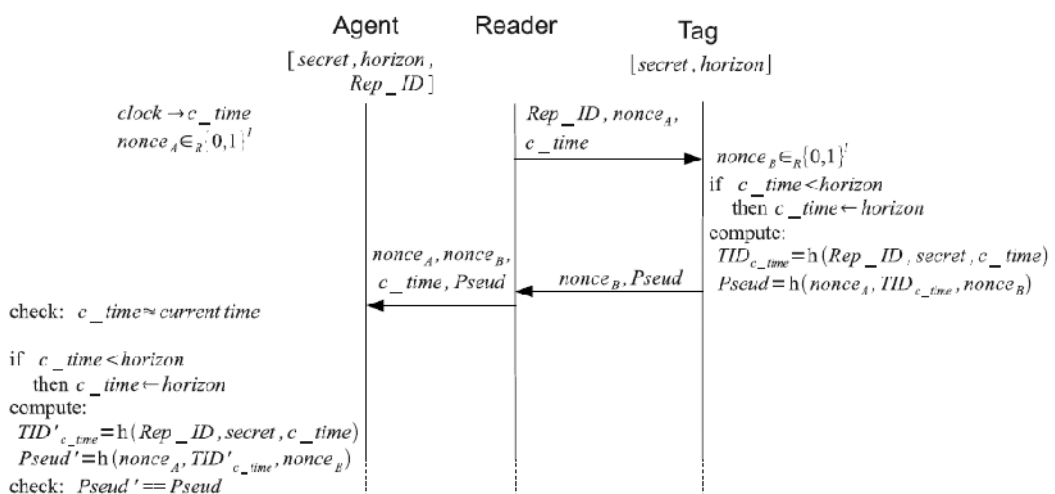 Agent Reader Tag
[secret, horizon,
Rep_ID]
[secret, horizon]
clock → c_time
nonce_A ∈_R {0,1}^l
Rep_ID, nonce_A,
c_time
nonce_B ∈_R {0,1}^l
if c_time < horizon
then c_time ← horizon
compute:
TID_c_time = h(Rep_ID, secret, c_time)
Pseud = h(nonce_A, TID_c_time, nonce_B)
nonce_B, Pseud
nonce_A, nonce_B,
c_time, Pseud
check: c_time ≈ current time
if c_time < horizon
then c_time ← horizon
compute:
TID'_c_time = h(Rep_ID, secret, c_time)
Pseud' = h(nonce_A, TID'_c_time, nonce_B)
check: Pseud' == Pseud